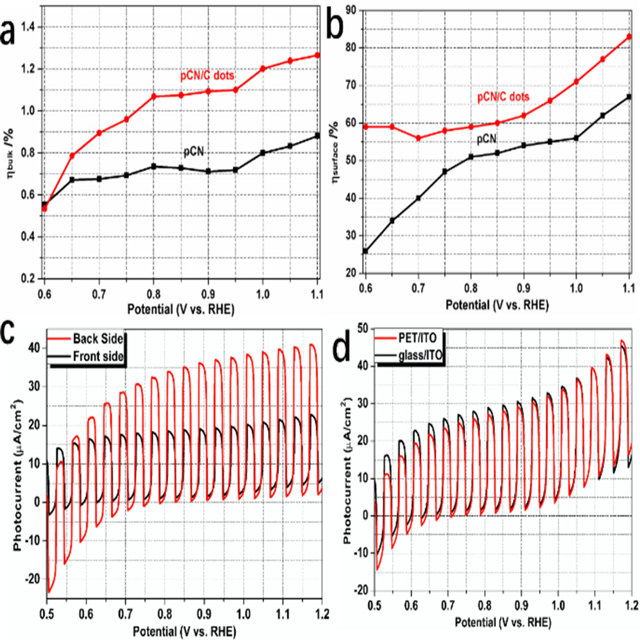 a
1.4
1.2
1.0
0.8
0.6
0.4
0.2
ηbulk /%
pCN/C dots
pCN
0.6 0.7 0.8 0.9 1.0 1.1
Potential (V vs. RHE)
b
90
80
70
60
50
40
30
20
ηsurface /%
pCN/C dots
pCN
0.6 0.7 0.8 0.9 1.0 1.1
Potential (V vs. RHE)
c
40
30
20
10
0
-10
-20
Photocurrent (μA/cm²)
Back Side
Front side
0.5 0.6 0.7 0.8 0.9 1.0 1.1 1.2
Potential (V vs. RHE)
d
50
40
30
20
10
0
-10
-20
Photocurrent (μA/cm²)
PET/ITO
glass/ITO
0.5 0.6 0.7 0.8 0.9 1.0 1.1 1.2
Potential (V vs. RHE)